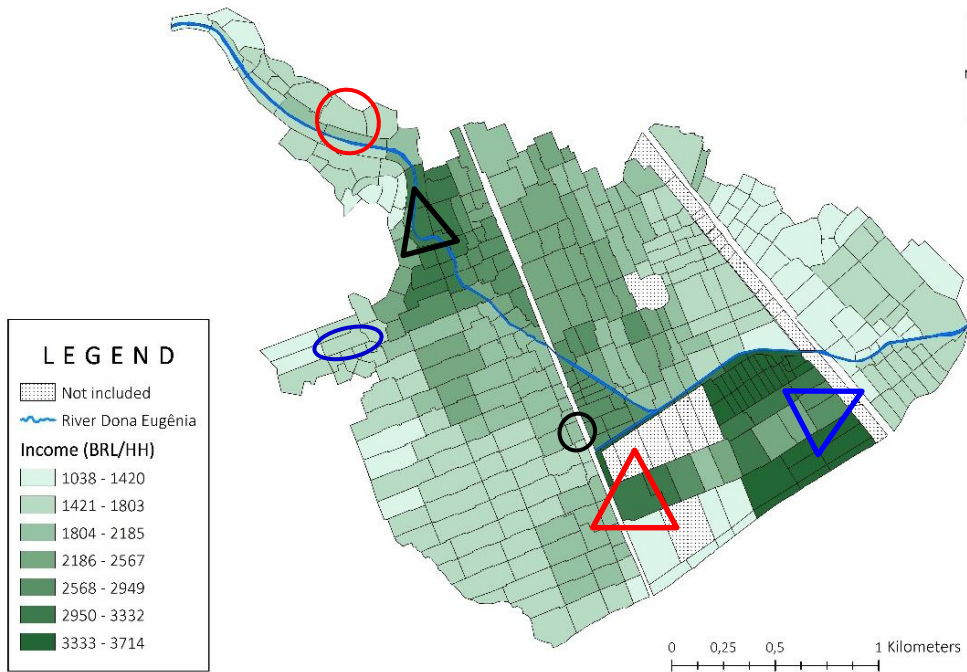 L E G E N D
Not included
River Dona Eugênia
Income (BRL/HH)
1038 - 1420
1421 - 1803
1804 - 2185
2186 - 2567
2568 - 2949
2950 - 3332
3333 - 3714
0 0,25 0,5 1 Kilometers